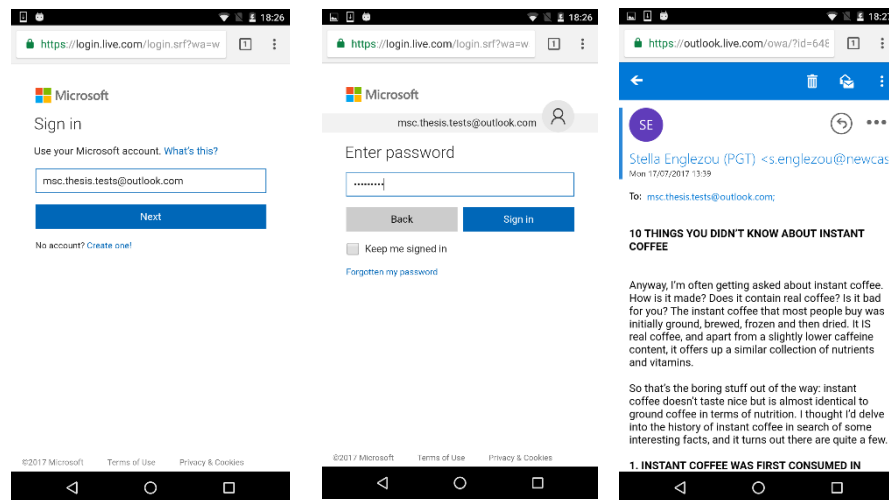 18:26
https://login.live.com/login.srf?wa=w
1
Microsoft
Sign in
Use your Microsoft account. What's this?
msc.thesis.tests@outlook.com
Next
No account? Create one!
©2017 Microsoft Terms of Use Privacy & Cookies
18:26
https://login.live.com/login.srf?wa=w
1
Microsoft
msc.thesis.tests@outlook.com
Enter password
Back
Sign in
Keep me signed in
Forgotten my password
©2017 Microsoft Terms of Use Privacy & Cookies
18:27
https://outlook.live.com/owa/?id=648
1
SE
Stella Englezou (PGT) <s.englezou@newcas
Mon 17/07/2017 13:39
To: msc.thesis.tests@outlook.com;
10 THINGS YOU DIDN'T KNOW ABOUT INSTANT
COFFEE
Anyway, I'm often getting asked about instant coffee.
How is it made? Does it contain real coffee? Is it bad
for you? The instant coffee that most people buy was
initially ground, brewed, frozen and then dried. It IS
real coffee, and apart from a slightly lower caffeine
content, it offers up a similar collection of nutrients
and vitamins.
So that's the boring stuff out of the way: instant
coffee doesn't taste nice but is almost identical to
ground coffee in terms of nutrition. I thought I'd delve
into the history of instant coffee in search of some
interesting facts, and it turns out there are quite a few.
1. INSTANT COFFEE WAS FIRST CONSUMED IN